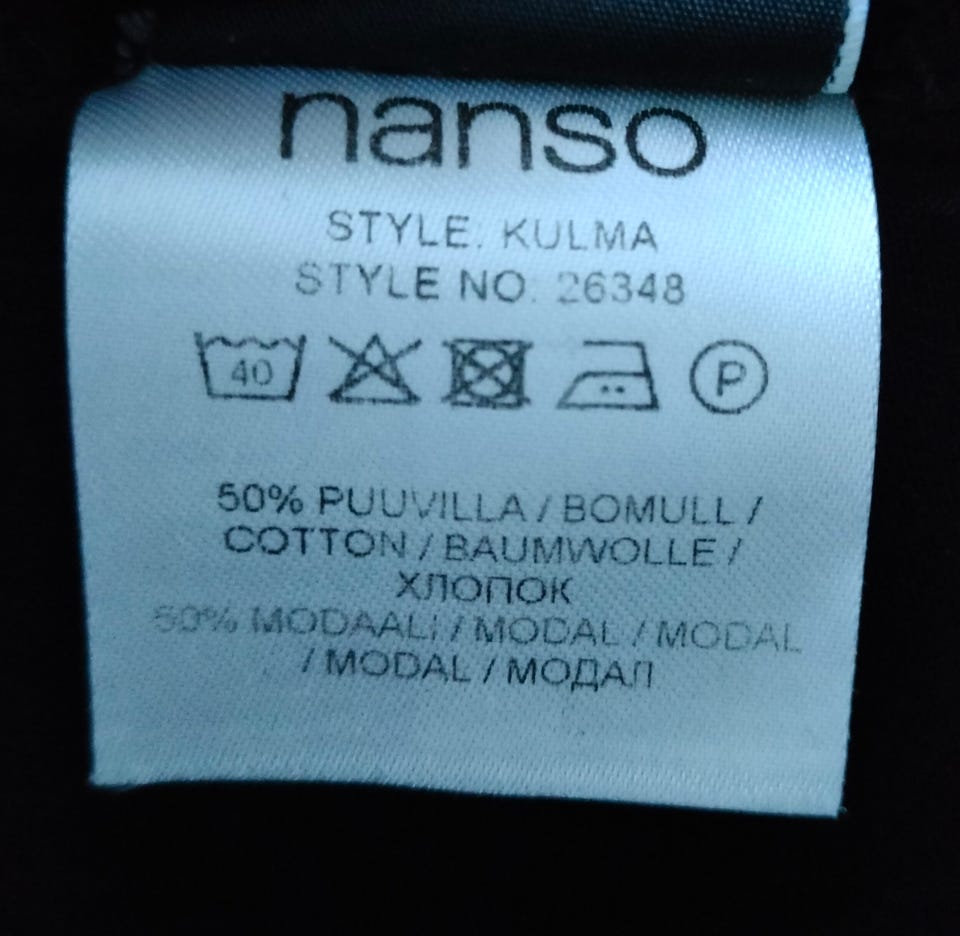 nanso
STYLE: KULMA
STYLE NO. 26348
40 P
50% PUUVILLA / BOMULL /
COTTON / BAUMWOLLE /
ХЛОПОК
50% MODAALI / MODAL / MODAL
/ MODAL / МОДАЛ